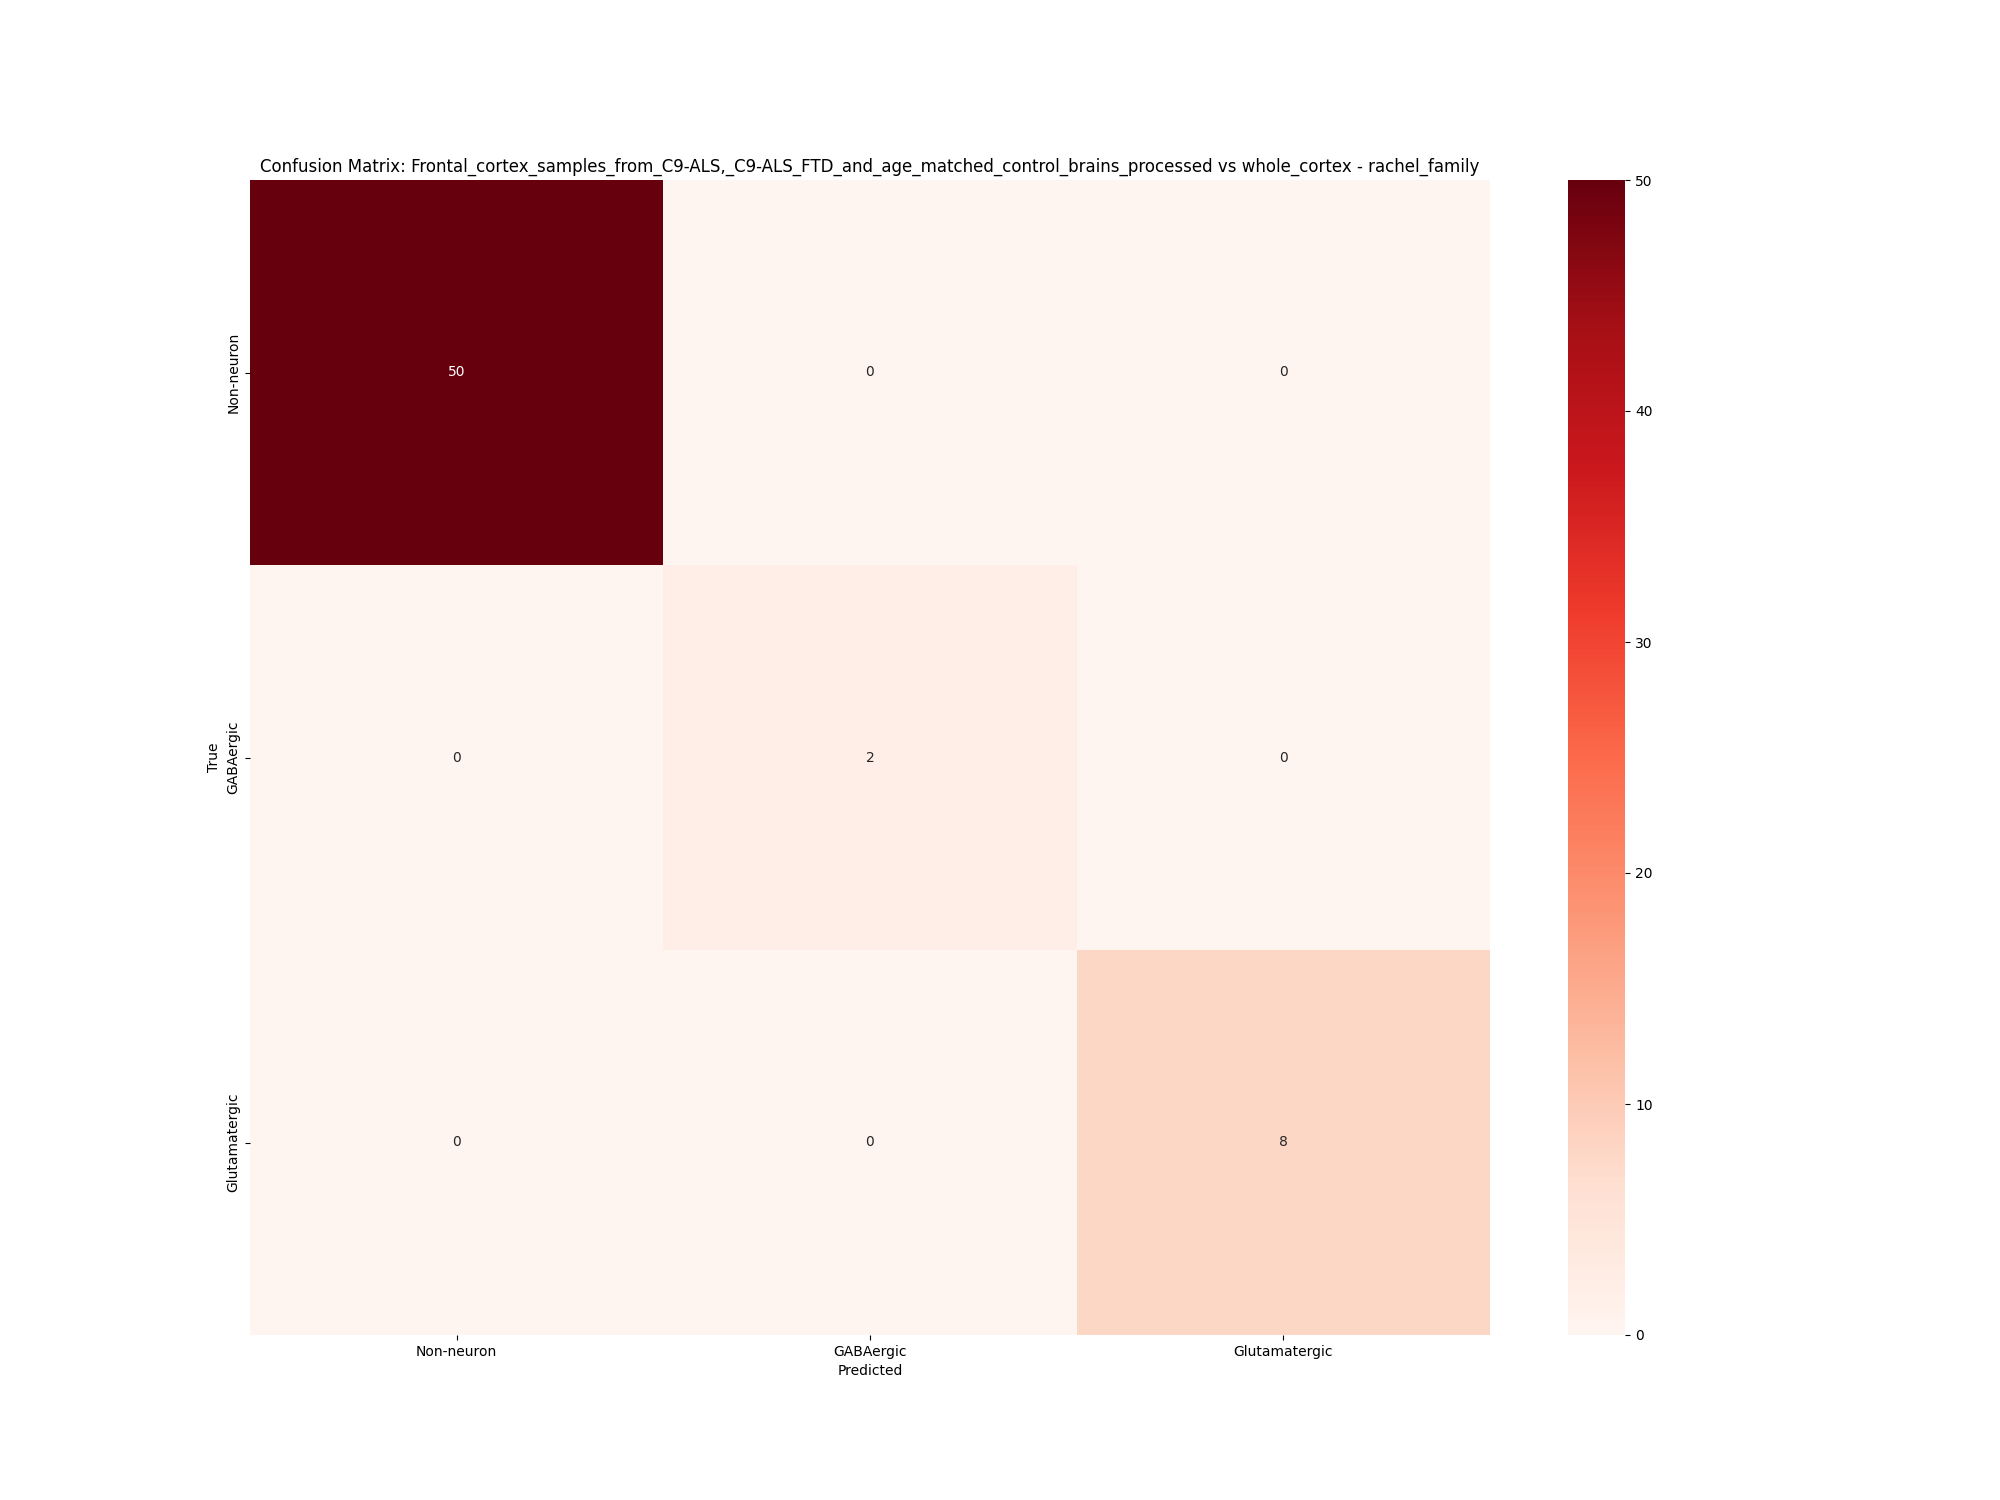 Confusion Matrix: Frontal_cortex_samples_from_C9-ALS,_C9-ALS_FTD_and_age_matched_control_brains_processed vs whole_cortex - rachel_family
50
0
0
0
2
0
0
0
8
Non-neuron
GABAergic
Glutamatergic
True
Non-neuron
GABAergic
Glutamatergic
Predicted
50
40
30
20
10
0